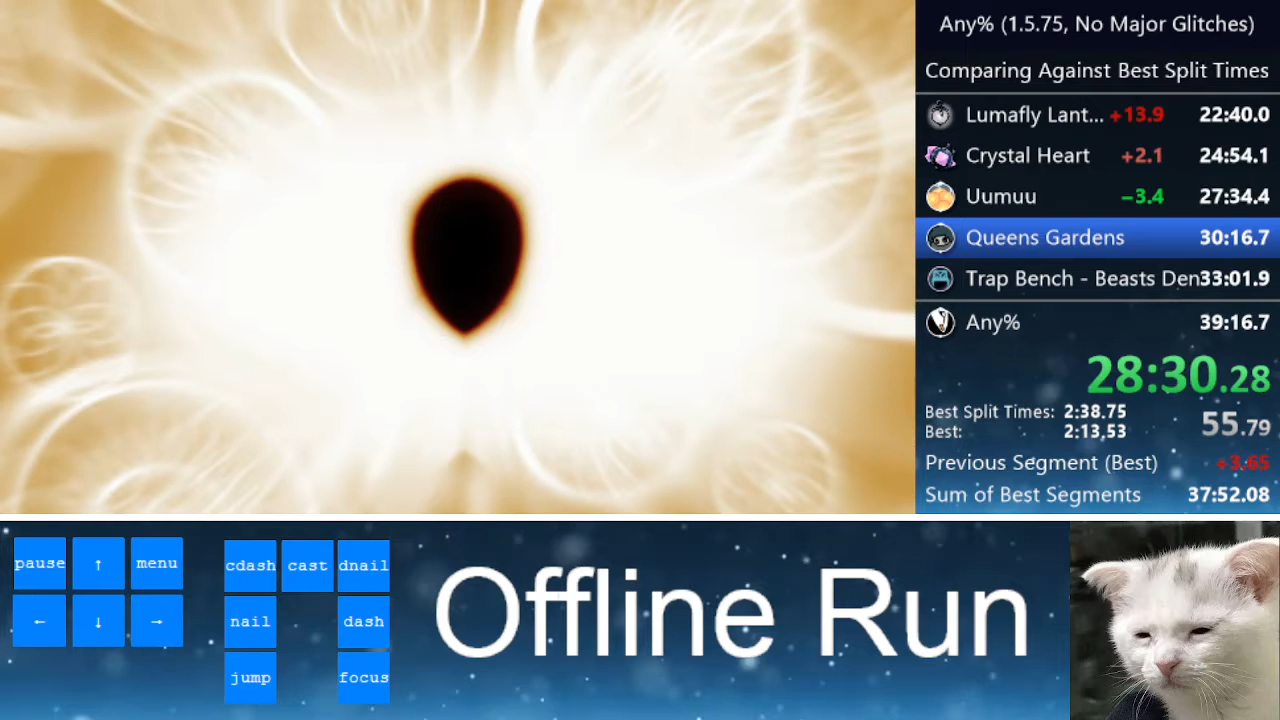 Any% (1.5.75, No Major Glitches)
Comparing Against Best Split Times
Lumafly Lant... +13.9 22:40.0
Crystal Heart +2.1 24:54.1
Uumuu −3.4 27:34.4
Queens Gardens 30:16.7
Trap Bench - Beasts Den 33:01.9
Any% 39:16.7
28:30.28
Best Split Times: 2:38.75
Best: 2:13.53
55.79
Previous Segment (Best) +3.65
Sum of Best Segments 37:52.08
pause ↑ menu
← ↓ →
cdash cast dnail
nail dash
jump focus
Offline Run